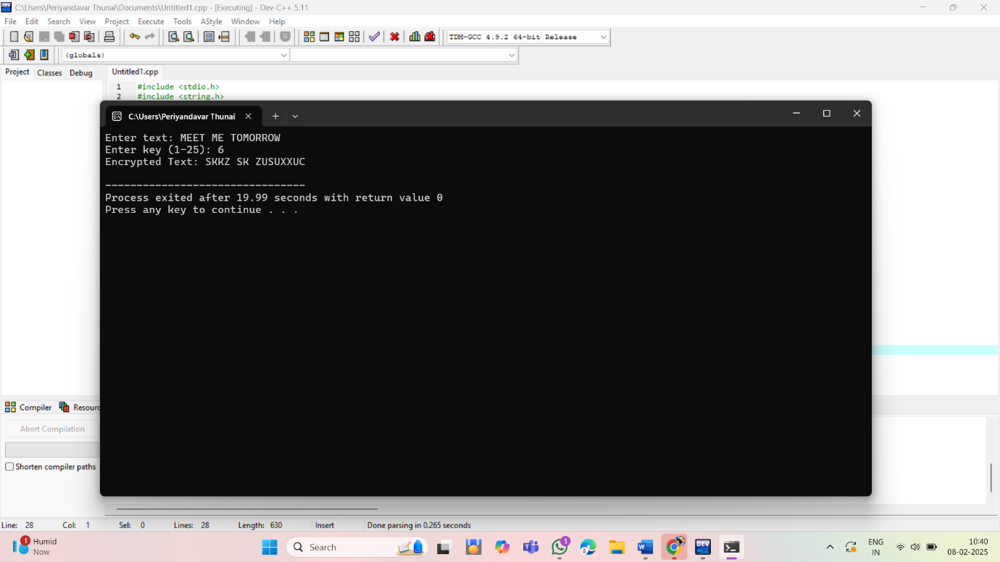 C:\Users\Periyandavar Thunai\Documents\Untitled1.cpp - [Executing] - Dev-C++ 5.11
File Edit Search View Project Execute Tools AStyle Window Help
TDM-GCC 4.9.2 64-bit Release
(globals)
Project Classes Debug Untitled1.cpp
1 #include <stdio.h>
2 #include <string.h>
C:\Users\Periyandavar Thunai
Enter text: MEET ME TOMORROW
Enter key (1-25): 6
Encrypted Text: SKKZ SK ZUSUXXUC
--------------------------------
Process exited after 19.99 seconds with return value 0
Press any key to continue . . .
Compiler Resourc
Abort Compilation
Shorten compiler paths
Line: 28 Col: 1 Sel: 0 Lines: 28 Length: 630 Insert Done parsing in 0.265 seconds
1 Humid
Now
Search
1
DEV
ENG
IN
10:40
08-02-2025